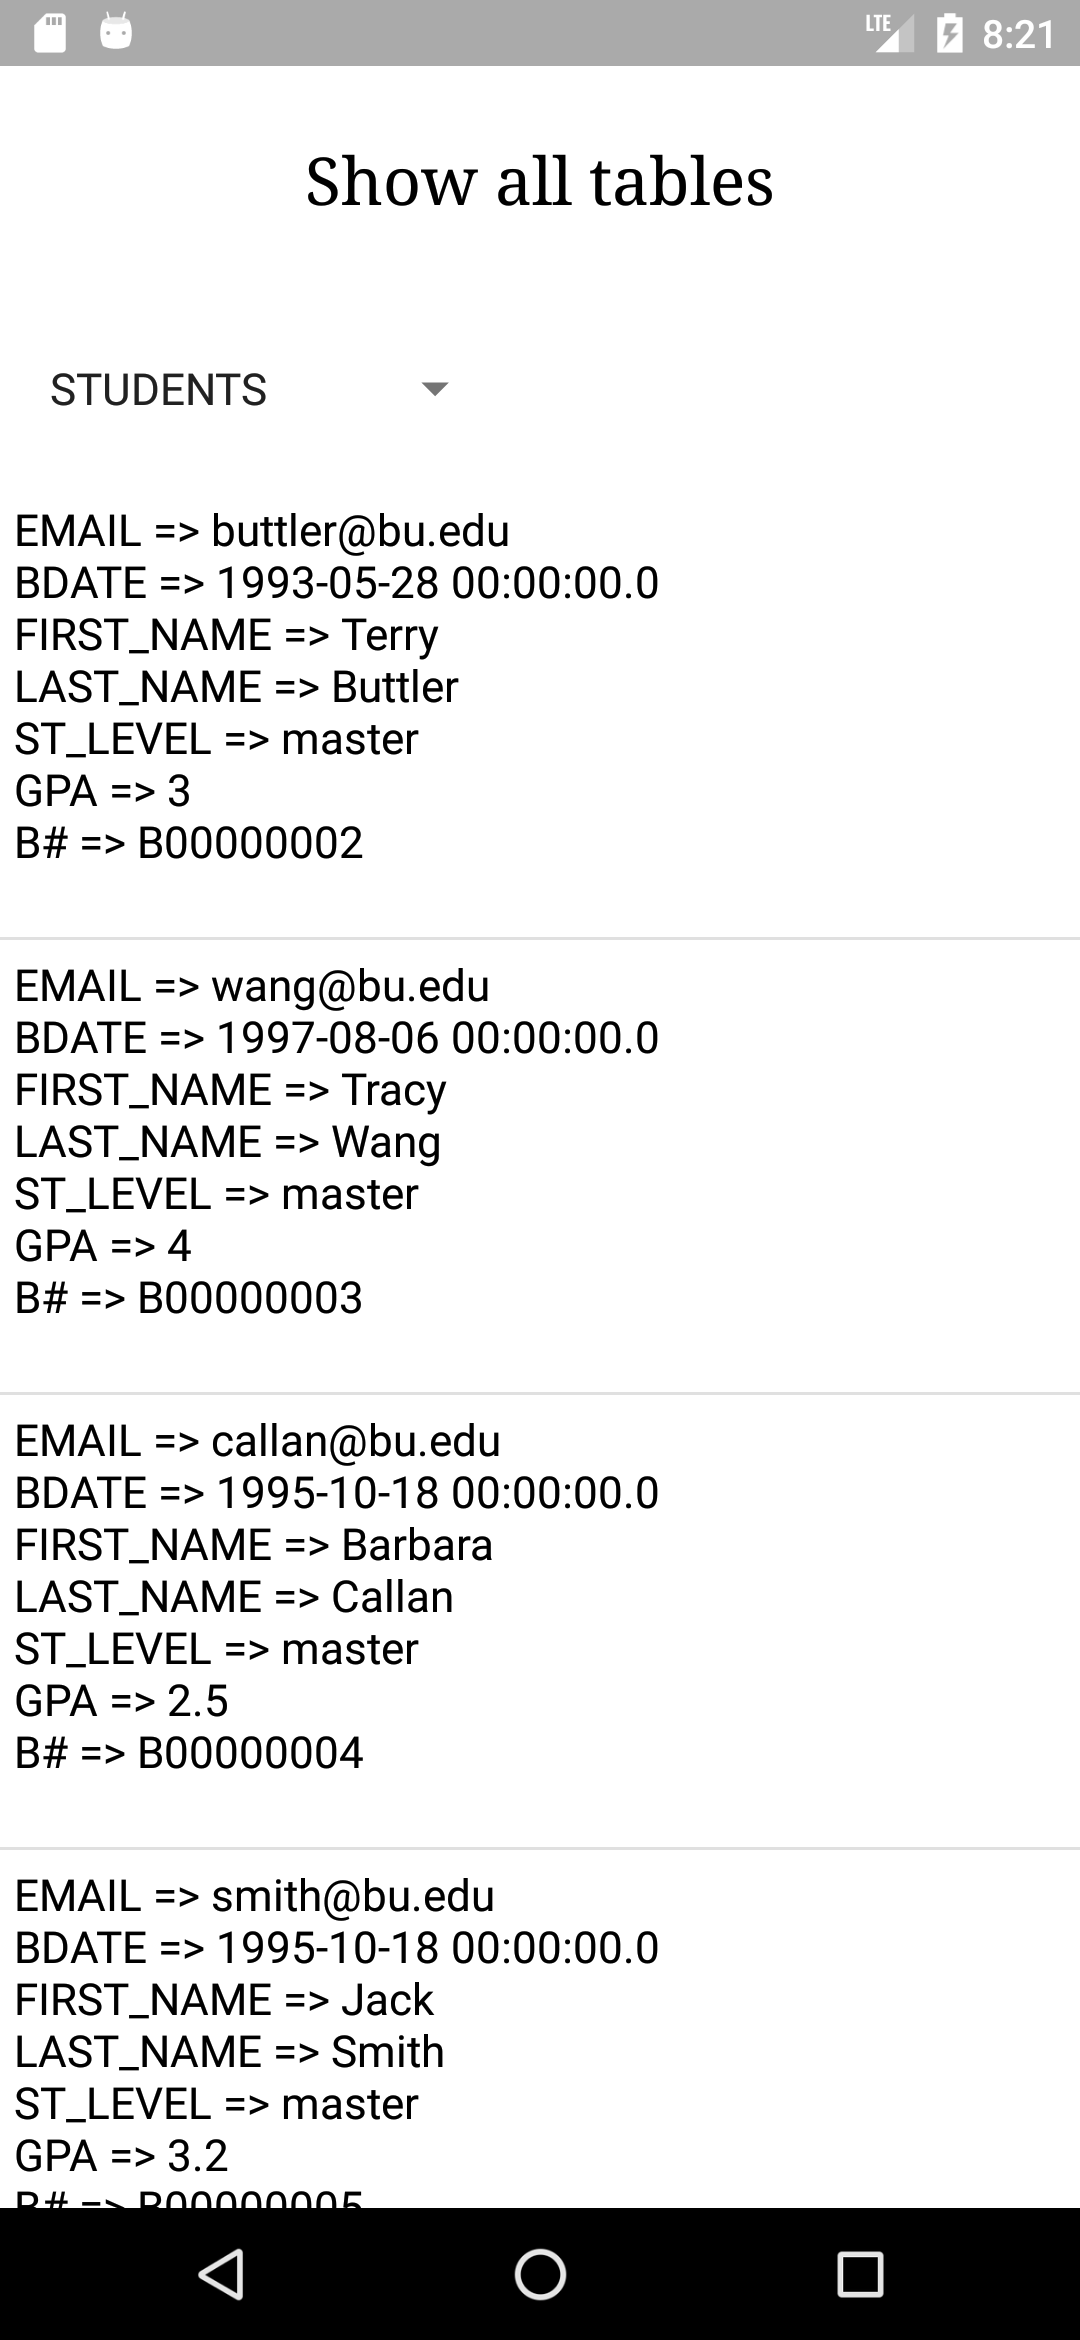 LTE 8:21
Show all tables
STUDENTS
EMAIL => buttler@bu.edu
BDATE => 1993-05-28 00:00:00.0
FIRST_NAME => Terry
LAST_NAME => Buttler
ST_LEVEL => master
GPA => 3
B# => B00000002
EMAIL => wang@bu.edu
BDATE => 1997-08-06 00:00:00.0
FIRST_NAME => Tracy
LAST_NAME => Wang
ST_LEVEL => master
GPA => 4
B# => B00000003
EMAIL => callan@bu.edu
BDATE => 1995-10-18 00:00:00.0
FIRST_NAME => Barbara
LAST_NAME => Callan
ST_LEVEL => master
GPA => 2.5
B# => B00000004
EMAIL => smith@bu.edu
BDATE => 1995-10-18 00:00:00.0
FIRST_NAME => Jack
LAST_NAME => Smith
ST_LEVEL => master
GPA => 3.2
B# => B00000005